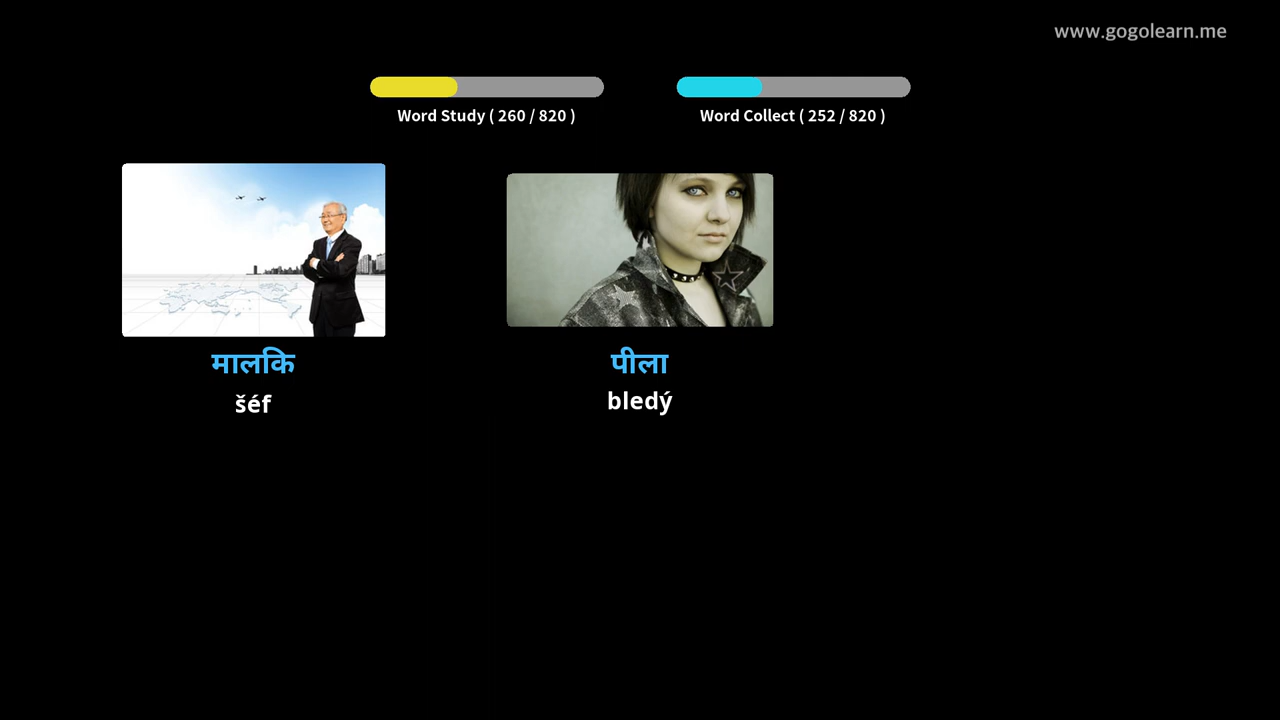 www.gogolearn.me
Word Study ( 260 / 820 )
Word Collect ( 252 / 820 )
मालकि
šéf
पीला
bledý